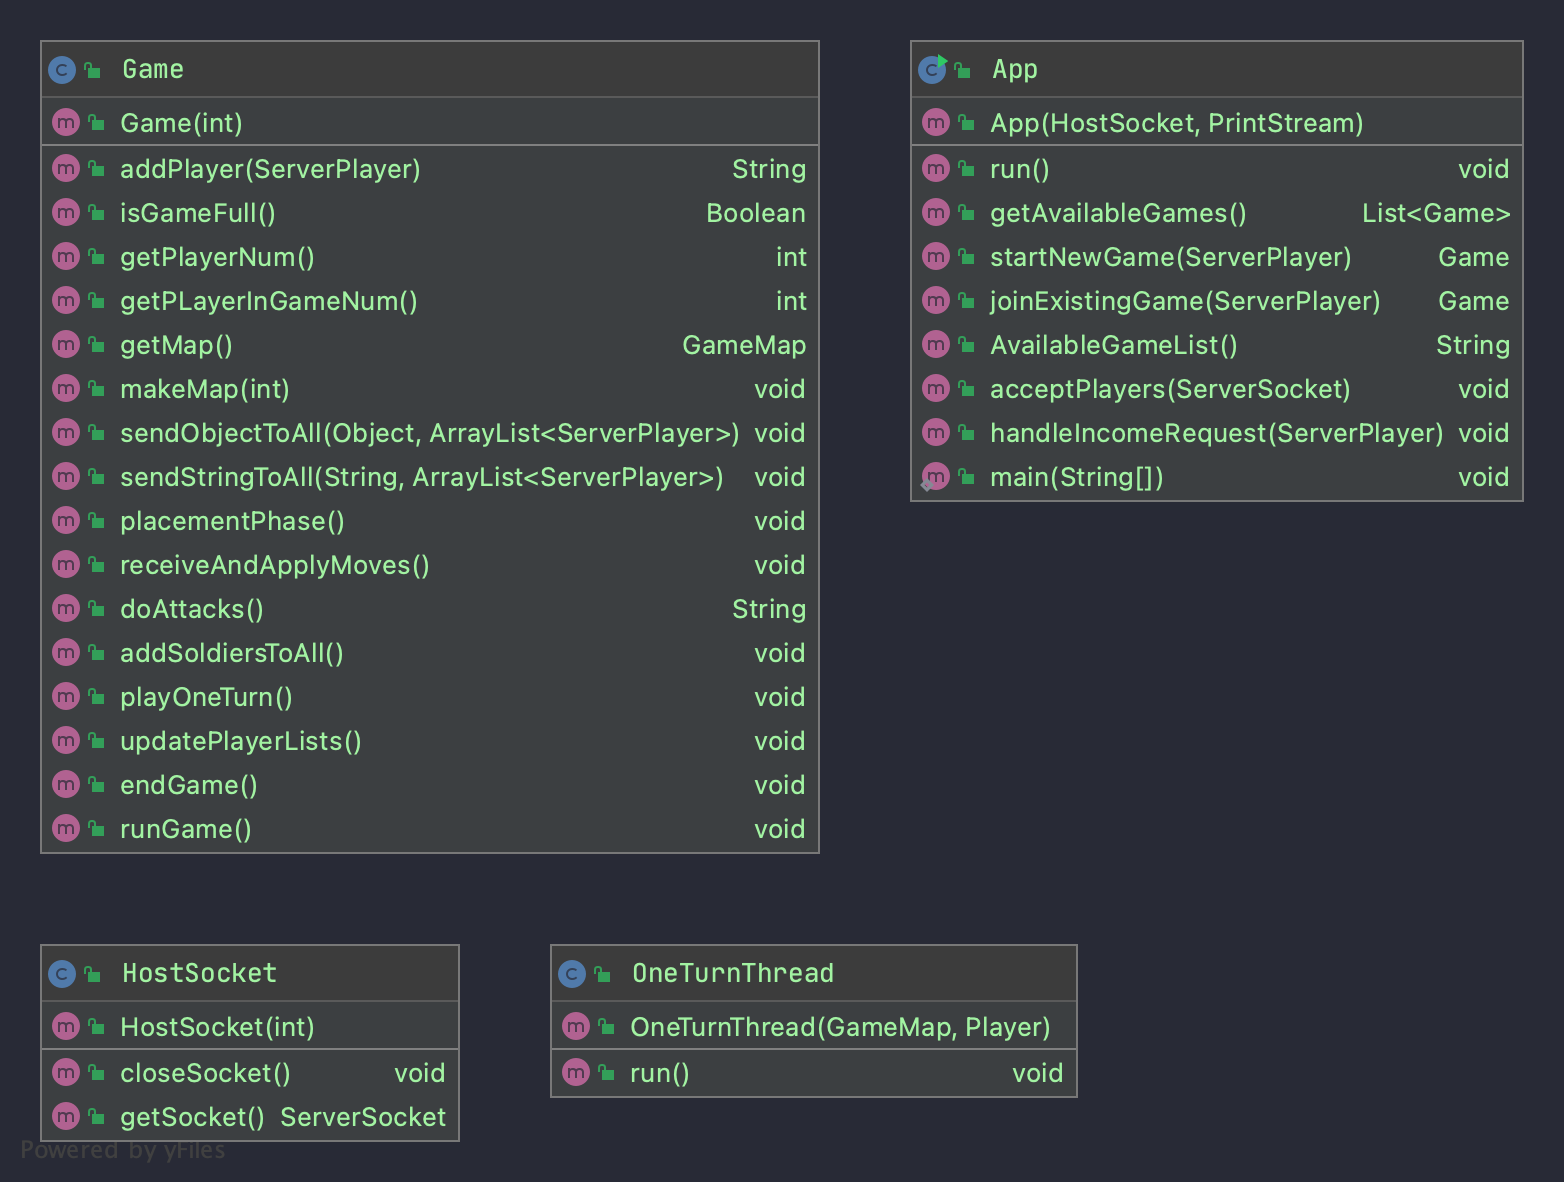 Game
Game(int)
addPlayer(ServerPlayer) String
isGameFull() Boolean
getPlayerNum() int
getPLayerInGameNum() int
getMap() GameMap
makeMap(int) void
sendObjectToAll(Object, ArrayList<ServerPlayer>) void
sendStringToAll(String, ArrayList<ServerPlayer>) void
placementPhase() void
receiveAndApplyMoves() void
doAttacks() String
addSoldiersToAll() void
playOneTurn() void
updatePlayerLists() void
endGame() void
runGame() void
App
App(HostSocket, PrintStream)
run() void
getAvailableGames() List<Game>
startNewGame(ServerPlayer) Game
joinExistingGame(ServerPlayer) Game
AvailableGameList() String
acceptPlayers(ServerSocket) void
handleIncomeRequest(ServerPlayer) void
main(String[]) void
HostSocket
HostSocket(int)
closeSocket() void
getSocket() ServerSocket
OneTurnThread
OneTurnThread(GameMap, Player)
run() void
Powered by yFiles